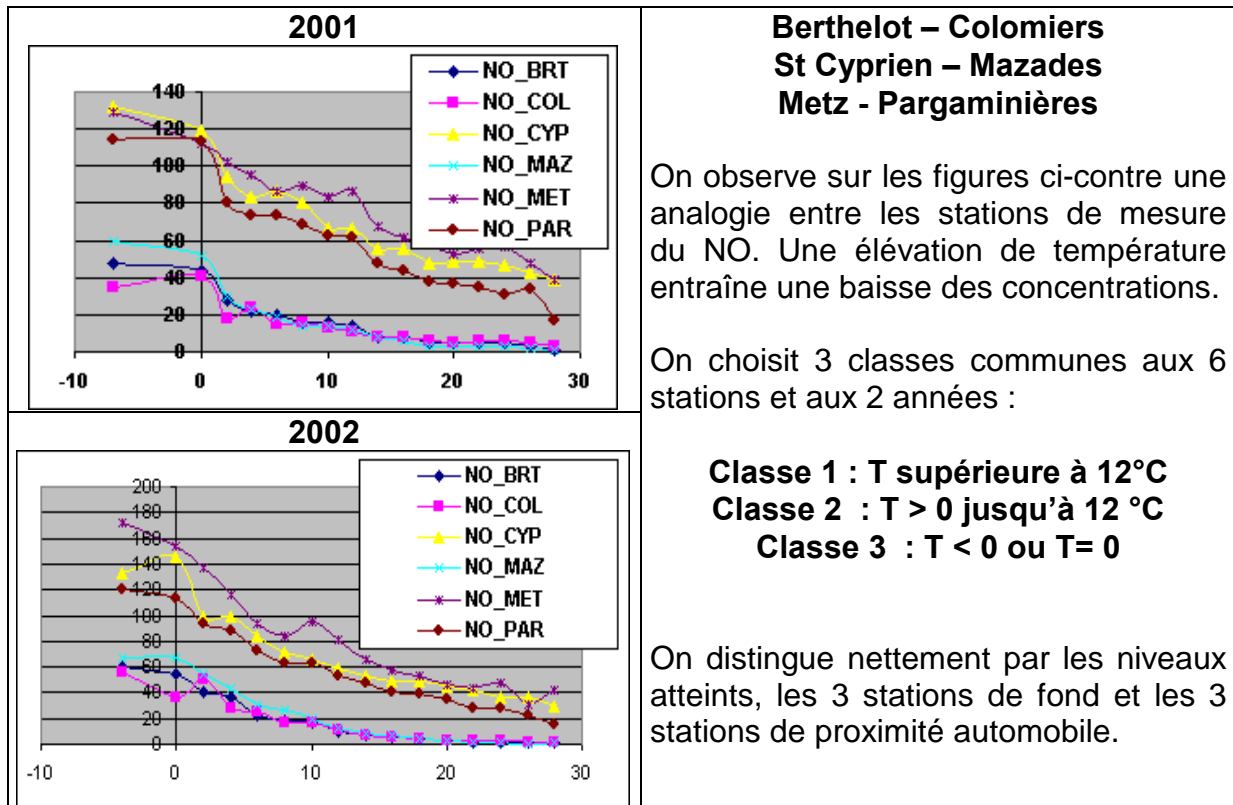 2001
NO_BRT
NO_COL
NO_CYP
NO_MAZ
NO_MET
NO_PAR
140
120
100
80
60
40
20
0
-10 0 10 20 30
2002
NO_BRT
NO_COL
NO_CYP
NO_MAZ
NO_MET
NO_PAR
200
180
160
140
120
100
80
60
40
20
0
-10 0 10 20 30
Berthelot – Colomiers
St Cyprien – Mazades
Metz - Pargaminières
On observe sur les figures ci-contre une
analogie entre les stations de mesure
du NO. Une élévation de température
entraîne une baisse des concentrations.
On choisit 3 classes communes aux 6
stations et aux 2 années :
Classe 1 : T supérieure à 12°C
Classe 2 : T > 0 jusqu’à 12 °C
Classe 3 : T < 0 ou T= 0
On distingue nettement par les niveaux
atteints, les 3 stations de fond et les 3
stations de proximité automobile.